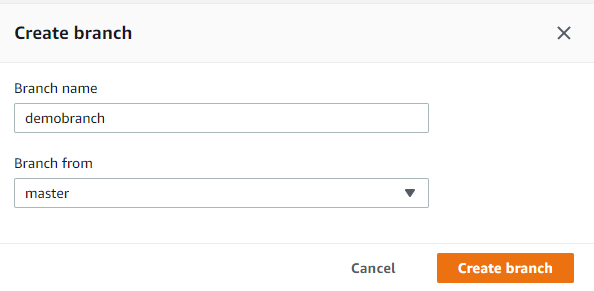 Create branch
Branch name
demobranch
Branch from
master
Cancel
Create branch